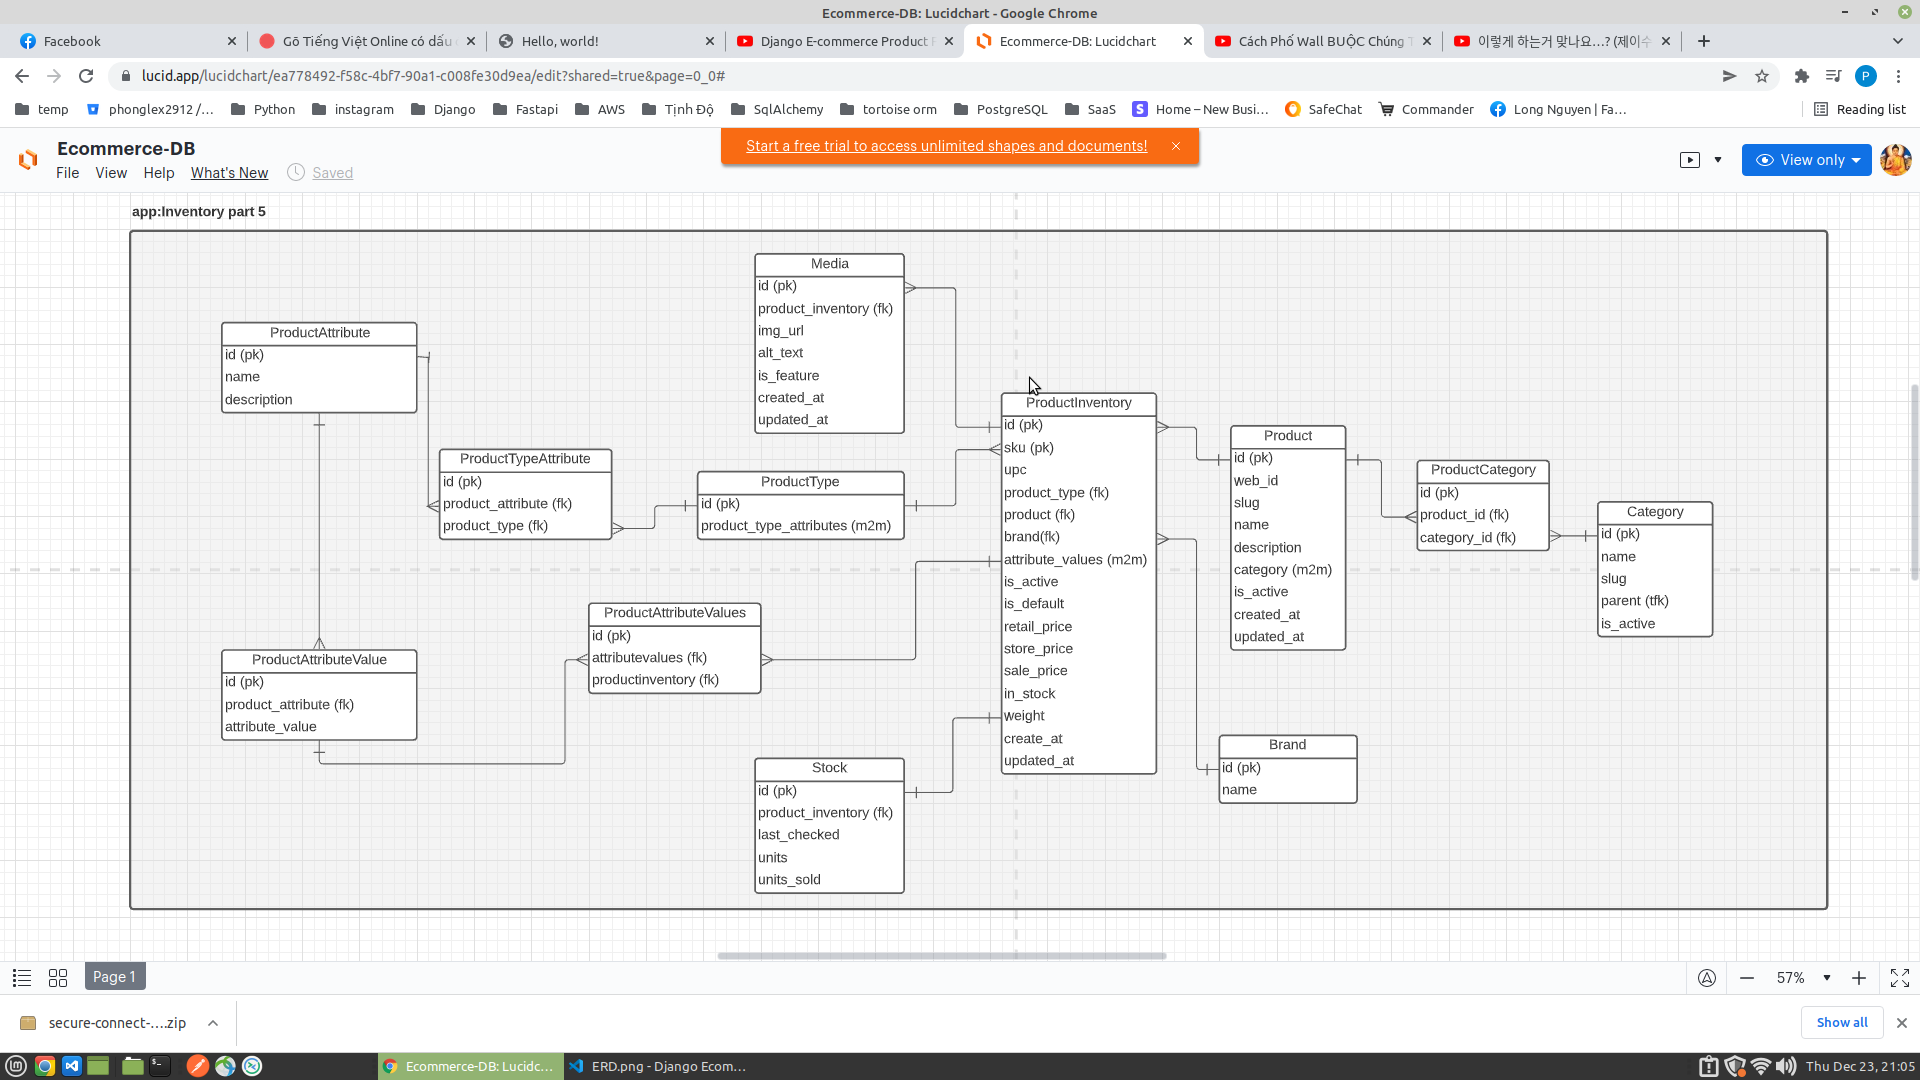 Ecommerce-DB: Lucidchart - Google Chrome
Facebook
Gõ Tiếng Việt Online có dấu
Hello, world!
Django E-commerce Product
Ecommerce-DB: Lucidchart
Cách Phố Wall BUỘC Chúng
이렇게 하는거 맞나요...? (제이수
lucid.app/lucidchart/ea778492-f58c-4bf7-90a1-c008fe30d9ea/edit?shared=true&page=0_0#
P
temp
phonglex2912 /...
Python
instagram
Django
Fastapi
AWS
Tịnh Độ
SqlAlchemy
tortoise orm
PostgreSQL
SaaS
Home – New Busi...
SafeChat
Commander
Long Nguyen | Fa...
Reading list
Ecommerce-DB
Start a free trial to access unlimited shapes and documents!
View only
File View Help What's New Saved
app:Inventory part 5
Media
id (pk)
product_inventory (fk)
img_url
alt_text
is_feature
created_at
updated_at
ProductAttribute
id (pk)
name
description
ProductTypeAttribute
id (pk)
product_attribute (fk)
product_type (fk)
ProductType
id (pk)
product_type_attributes (m2m)
ProductInventory
id (pk)
sku (pk)
upc
product_type (fk)
product (fk)
brand(fk)
attribute_values (m2m)
is_active
is_default
retail_price
store_price
sale_price
in_stock
weight
create_at
updated_at
Product
id (pk)
web_id
slug
name
description
category (m2m)
is_active
created_at
updated_at
ProductCategory
id (pk)
product_id (fk)
category_id (fk)
Category
id (pk)
name
slug
parent (tfk)
is_active
ProductAttributeValues
id (pk)
attributevalues (fk)
productinventory (fk)
ProductAttributeValue
id (pk)
product_attribute (fk)
attribute_value
Stock
id (pk)
product_inventory (fk)
last_checked
units
units_sold
Brand
id (pk)
name
Page 1
57%
secure-connect-....zip
Show all
Ecommerce-DB: Lucidc...
ERD.png - Django Ecom...
Thu Dec 23, 21:05